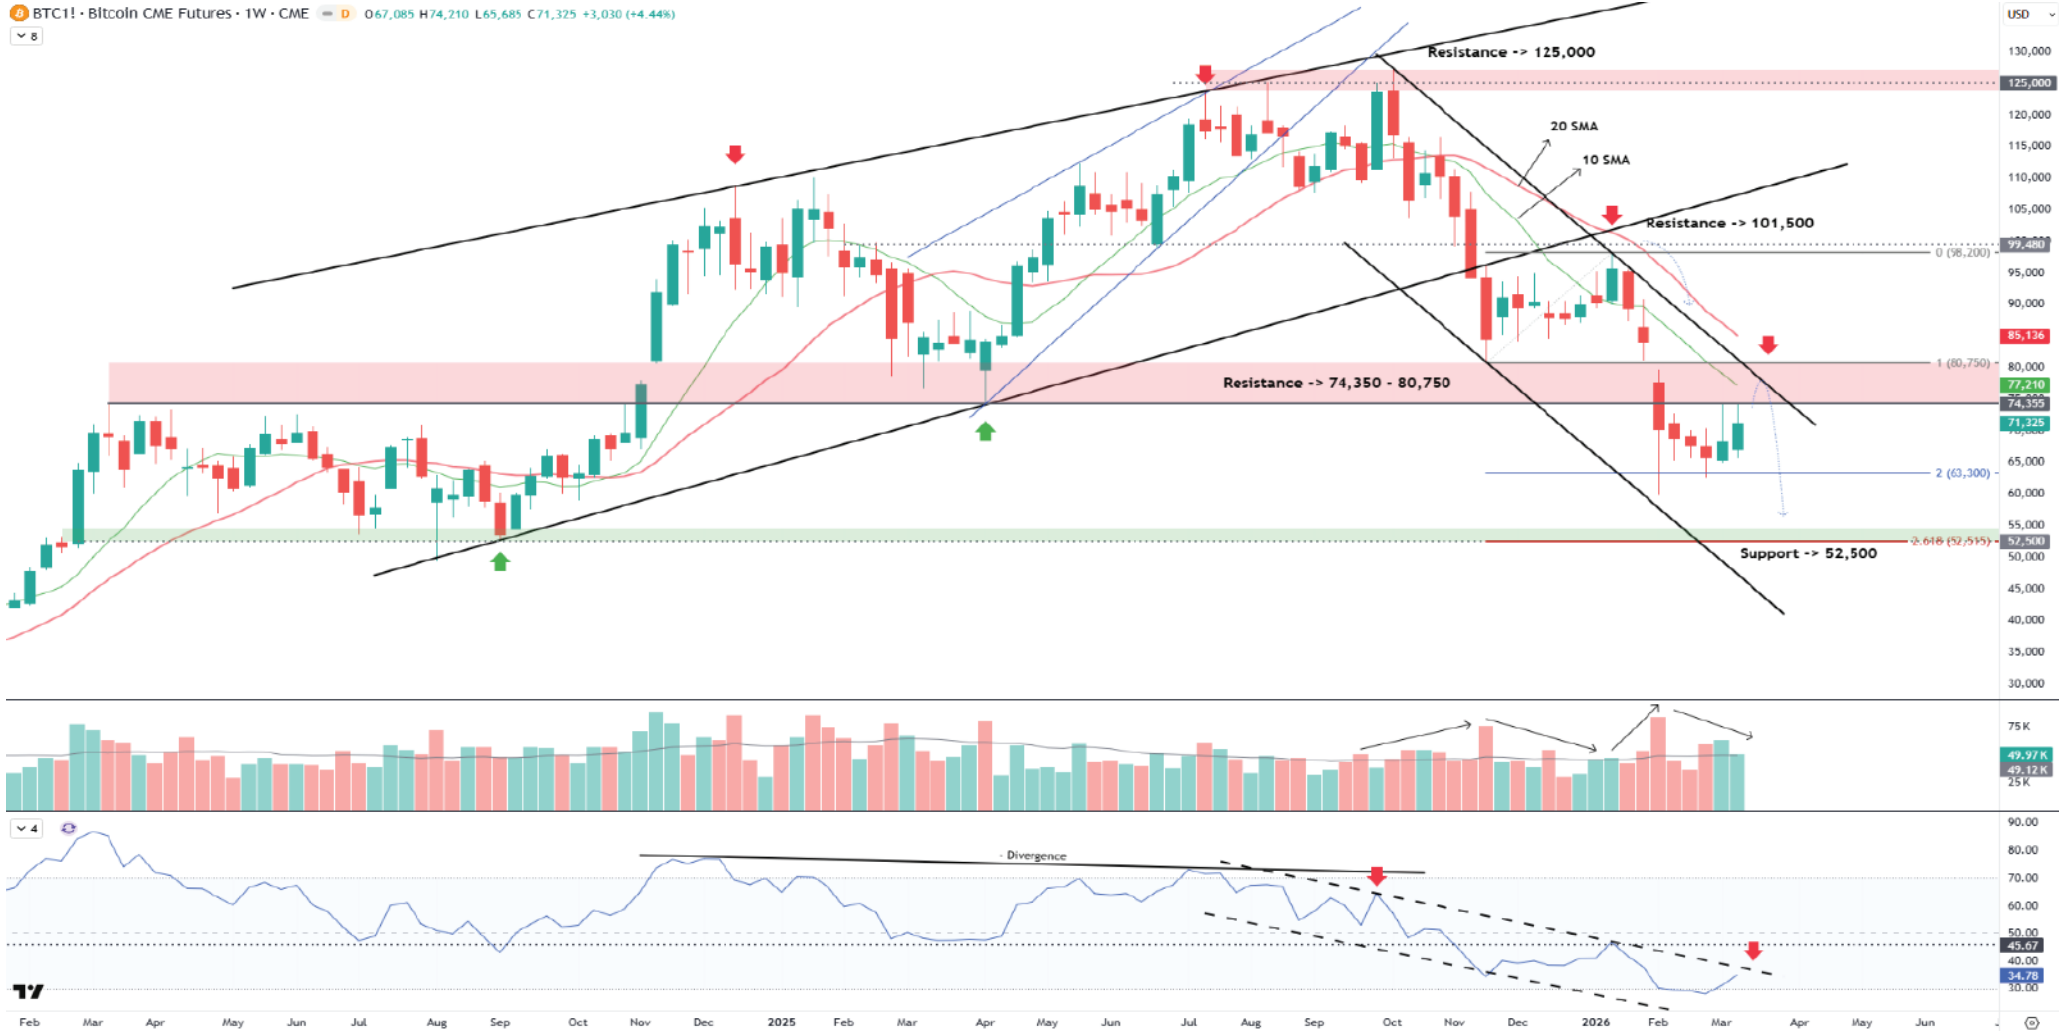 BTC1! · Bitcoin CME Futures · 1W · CME D O67,085 H74,210 L65,685 C71,325 +3,030 (+4.44%)
8
USD
Resistance -> 125,000
20 SMA
10 SMA
Resistance -> 101,500
0 (98,200)
1 (80,750)
Resistance -> 74,350 - 80,750
2 (63,300)
2.618 (52,515)
Support -> 52,500
130,000
125,000
120,000
115,000
110,000
105,000
99,480
95,000
90,000
85,136
80,000
77,210
74,355
71,325
65,000
60,000
55,000
52,500
50,000
45,000
40,000
35,000
30,000
75K
49.97K
49.12K
25K
4
- Divergence
90.00
80.00
70.00
60.00
50.00
45.67
40.00
34.78
30.00
Feb Mar Apr May Jun Jul Aug Sep Oct Nov Dec 2025 Feb Mar Apr May Jun Jul Aug Sep Oct Nov Dec 2026 Feb Mar Apr May Jun